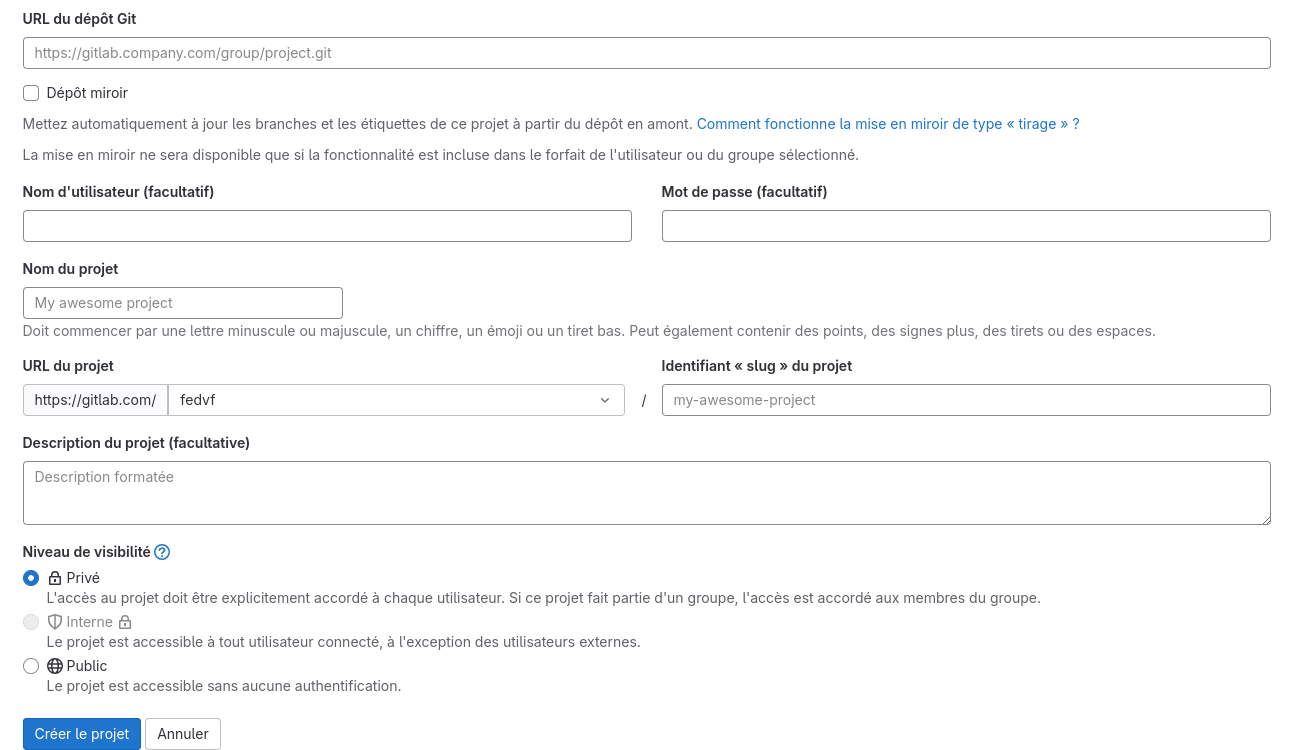 URL du dépôt Git
https://gitlab.company.com/group/project.git
Dépôt miroir
Mettez automatiquement à jour les branches et les étiquettes de ce projet à partir du dépôt en amont. Comment fonctionne la mise en miroir de type « tirage » ?
La mise en miroir ne sera disponible que si la fonctionnalité est incluse dans le forfait de l'utilisateur ou du groupe sélectionné.
Nom d'utilisateur (facultatif)
Mot de passe (facultatif)
Nom du projet
My awesome project
Doit commencer par une lettre minuscule ou majuscule, un chiffre, un émoji ou un tiret bas. Peut également contenir des points, des signes plus, des tirets ou des espaces.
URL du projet
Identifiant « slug » du projet
https://gitlab.com/ fedvf / my-awesome-project
Description du projet (facultative)
Description formatée
Niveau de visibilité
Privé
L'accès au projet doit être explicitement accordé à chaque utilisateur. Si ce projet fait partie d'un groupe, l'accès est accordé aux membres du groupe.
Interne
Le projet est accessible à tout utilisateur connecté, à l'exception des utilisateurs externes.
Public
Le projet est accessible sans aucune authentification.
Créer le projet
Annuler